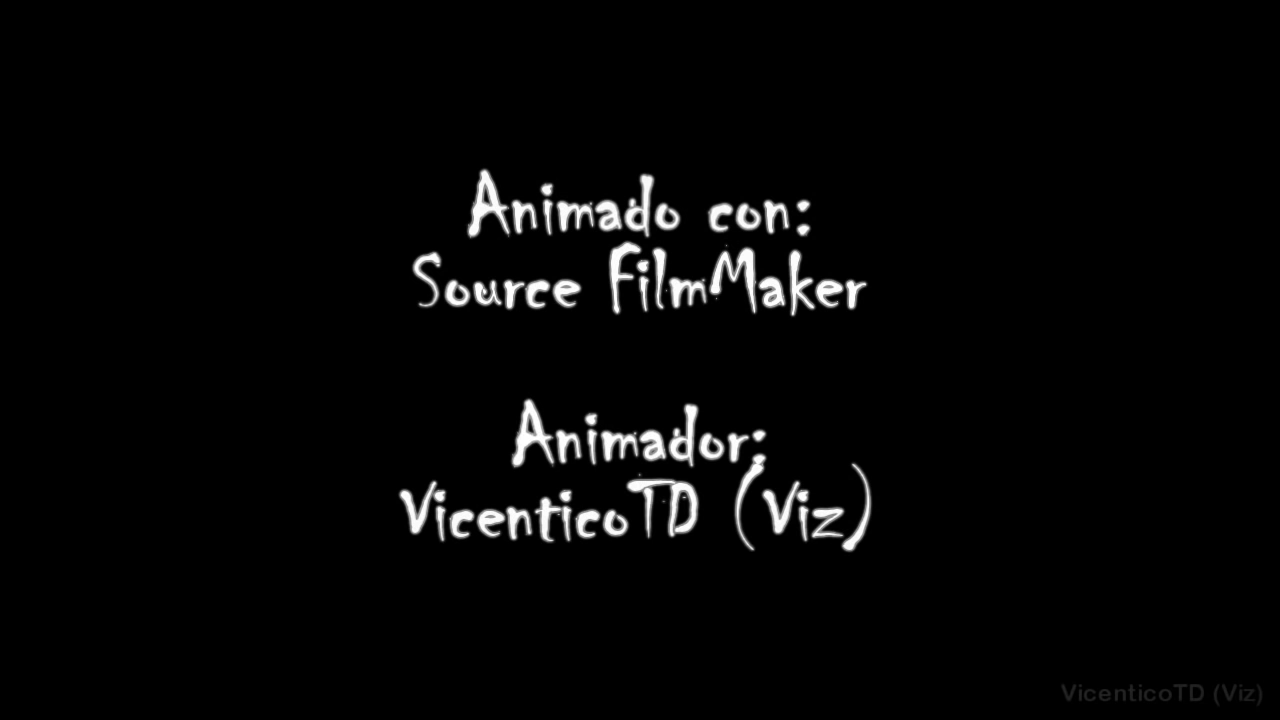 Animado con:
Source FilmMaker
Animador:
VicenticoTD (Viz)
VicenticoTD (Viz)